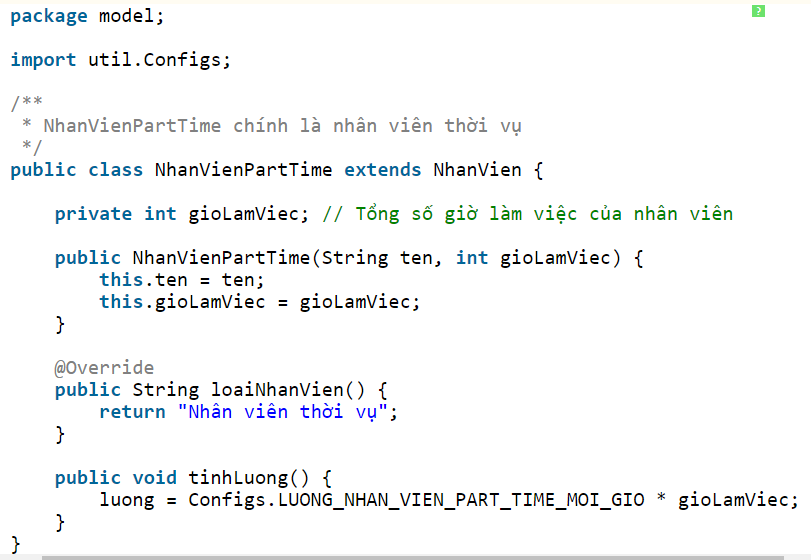 package model;
?
import util.Configs;
/**
 * NhanVienPartTime chính là nhân viên thời vụ
 */
public class NhanVienPartTime extends NhanVien {
    private int gioLamViec; // Tổng số giờ làm việc của nhân viên
    public NhanVienPartTime(String ten, int gioLamViec) {
        this.ten = ten;
        this.gioLamViec = gioLamViec;
    }
    @Override
    public String loaiNhanVien() {
        return "Nhân viên thời vụ";
    }
    public void tinhLuong() {
        luong = Configs.LUONG_NHAN_VIEN_PART_TIME_MOI_GIO * gioLamViec;
    }
}